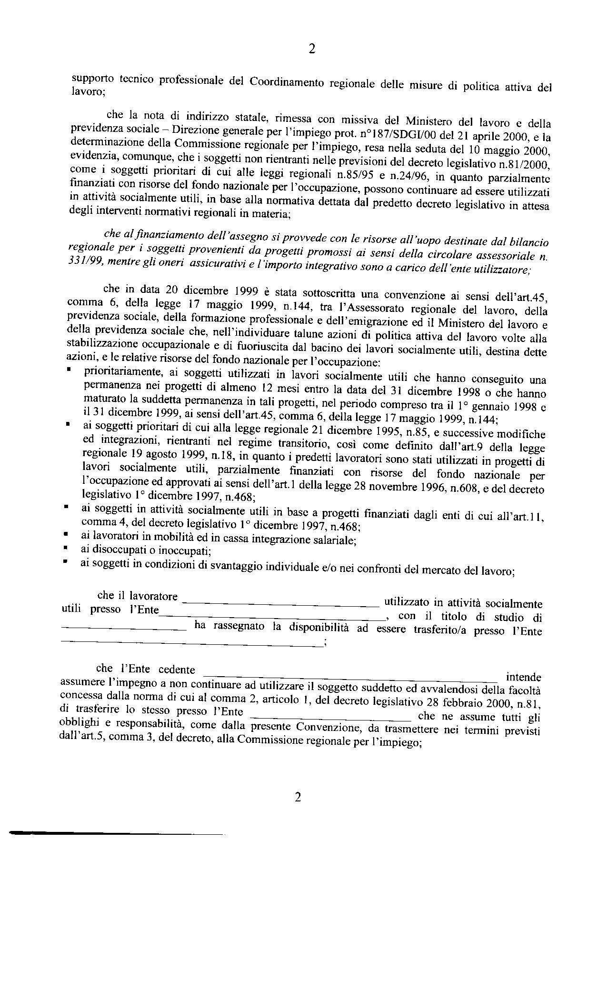 2
supporto tecnico professionale del Coordinamento regionale delle misure di politica attiva del
lavoro;
che la nota di indirizzo statale, rimessa con missiva del Ministero del lavoro e della
previdenza sociale – Direzione generale per l'impiego prot. n°187/SDGI/00 del 21 aprile 2000, e la
determinazione della Commissione regionale per l'impiego, resa nella seduta del 10 maggio 2000,
evidenzia, comunque, che i soggetti non rientranti nelle previsioni del decreto legislativo n.81/2000,
come i soggetti prioritari di cui alle leggi regionali n.85/95 e n.24/96, in quanto parzialmente
finanziati con risorse del fondo nazionale per l'occupazione, possono continuare ad essere utilizzati
in attività socialmente utili, in base alla normativa dettata dal predetto decreto legislativo in attesa
degli interventi normativi regionali in materia;
che al finanziamento dell'assegno si provvede con le risorse all'uopo destinate dal bilancio
regionale per i soggetti provenienti da progetti promossi ai sensi della circolare assessoriale n.
331/99, mentre gli oneri assicurativi e l'importo integrativo sono a carico dell'ente utilizzatore;
che in data 20 dicembre 1999 è stata sottoscritta una convenzione ai sensi dell'art.45,
comma 6, della legge 17 maggio 1999, n.144, tra l'Assessorato regionale del lavoro, della
previdenza sociale, della formazione professionale e dell'emigrazione ed il Ministero del lavoro e
della previdenza sociale che, nell'individuare talune azioni di politica attiva del lavoro volte alla
stabilizzazione occupazionale e di fuoriuscita dal bacino dei lavori socialmente utili, destina dette
azioni, e le relative risorse del fondo nazionale per l'occupazione:
▪ prioritariamente, ai soggetti utilizzati in lavori socialmente utili che hanno conseguito una
permanenza nei progetti di almeno 12 mesi entro la data del 31 dicembre 1998 o che hanno
maturato la suddetta permanenza in tali progetti, nel periodo compreso tra il 1° gennaio 1998 e
il 31 dicembre 1999, ai sensi dell'art.45, comma 6, della legge 17 maggio 1999, n.144;
▪ ai soggetti prioritari di cui alla legge regionale 21 dicembre 1995, n.85, e successive modifiche
ed integrazioni, rientranti nel regime transitorio, così come definito dall'art.9 della legge
regionale 19 agosto 1999, n.18, in quanto i predetti lavoratori sono stati utilizzati in progetti di
lavori socialmente utili, parzialmente finanziati con risorse del fondo nazionale per
l'occupazione ed approvati ai sensi dell'art.1 della legge 28 novembre 1996, n.608, e del decreto
legislativo 1° dicembre 1997, n.468;
▪ ai soggetti in attività socialmente utili in base a progetti finanziati dagli enti di cui all'art.11,
comma 4, del decreto legislativo 1° dicembre 1997, n.468;
▪ ai lavoratori in mobilità ed in cassa integrazione salariale;
▪ ai disoccupati o inoccupati;
▪ ai soggetti in condizioni di svantaggio individuale e/o nei confronti del mercato del lavoro;
che il lavoratore ______________________________ utilizzato in attività socialmente
utili presso l'Ente___________________________________, con il titolo di studio di
___________________ ha rassegnato la disponibilità ad essere trasferito/a presso l'Ente
________________________________________;
che l'Ente cedente _____________________________________________ intende
assumere l'impegno a non continuare ad utilizzare il soggetto suddetto ed avvalendosi della facoltà
concessa dalla norma di cui al comma 2, articolo 1, del decreto legislativo 28 febbraio 2000, n.81,
di trasferire lo stesso presso l'Ente _________________________ che ne assume tutti gli
obblighi e responsabilità, come dalla presente Convenzione, da trasmettere nei termini previsti
dall'art.5, comma 3, del decreto, alla Commissione regionale per l'impiego;
2